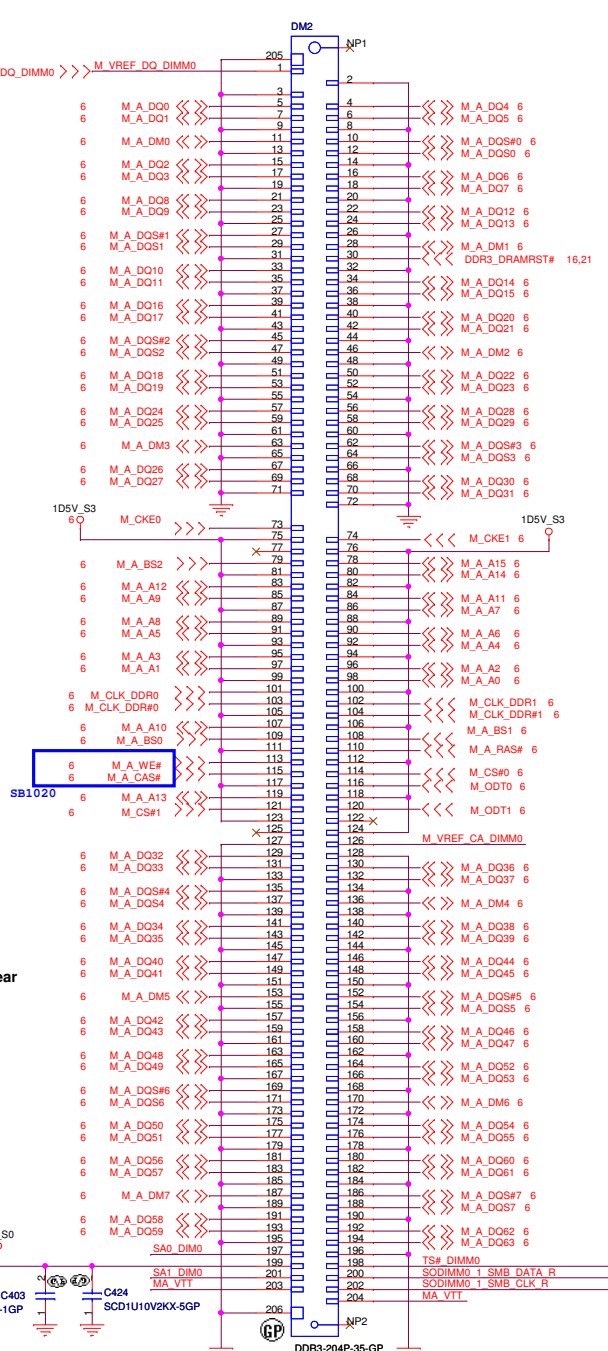 DM2
NP1
205
DQ_DIMM0 M_VREF_DQ_DIMM0 1
2
3
6 M_A_DQ0 5 4 M_A_DQ4 6
6 M_A_DQ1 7 6 M_A_DQ5 6
9 8
6 M_A_DM0 11 10 M_A_DQS#0 6
13 12 M_A_DQS0 6
6 M_A_DQ2 15 14
6 M_A_DQ3 17 16 M_A_DQ6 6
19 18 M_A_DQ7 6
6 M_A_DQ8 21 20
6 M_A_DQ9 23 22 M_A_DQ12 6
25 24 M_A_DQ13 6
6 M_A_DQS#1 27 26
6 M_A_DQS1 29 28 M_A_DM1 6
31 30 DDR3_DRAMRST# 16,21
6 M_A_DQ10 33 32
6 M_A_DQ11 35 34 M_A_DQ14 6
37 36 M_A_DQ15 6
6 M_A_DQ16 39 38
6 M_A_DQ17 41 40 M_A_DQ20 6
43 42 M_A_DQ21 6
6 M_A_DQS#2 45 44
6 M_A_DQS2 47 46 M_A_DM2 6
49 48
6 M_A_DQ18 51 50 M_A_DQ22 6
6 M_A_DQ19 53 52 M_A_DQ23 6
55 54
6 M_A_DQ24 57 56 M_A_DQ28 6
6 M_A_DQ25 59 58 M_A_DQ29 6
61 60
6 M_A_DM3 63 62 M_A_DQS#3 6
65 64 M_A_DQS3 6
6 M_A_DQ26 67 66
6 M_A_DQ27 69 68 M_A_DQ30 6
71 70 M_A_DQ31 6
72
1D5V_S3 1D5V_S3
6 M_CKE0 73
75 74 M_CKE1 6
77 76
6 M_A_BS2 79 78 M_A_A15 6
81 80 M_A_A14 6
6 M_A_A12 83 82
6 M_A_A9 85 84 M_A_A11 6
87 86 M_A_A7 6
6 M_A_A8 89 88
6 M_A_A5 91 90 M_A_A6 6
93 92 M_A_A4 6
6 M_A_A3 95 94
6 M_A_A1 97 96 M_A_A2 6
99 98 M_A_A0 6
6 M_CLK_DDR0 101 100
6 M_CLK_DDR#0 103 102 M_CLK_DDR1 6
105 104 M_CLK_DDR#1 6
6 M_A_A10 107 106
6 M_A_BS0 109 108 M_A_BS1 6
111 110 M_A_RAS# 6
6 M_A_WE# 113 112
6 M_A_CAS# 115 114 M_CS#0 6
SB1020
117 116 M_ODT0 6
6 M_A_A13 119 118
6 M_CS#1 121 120 M_ODT1 6
123 122
125 124
127 126 M_VREF_CA_DIMM0
6 M_A_DQ32 129 128
6 M_A_DQ33 131 130 M_A_DQ36 6
133 132 M_A_DQ37 6
6 M_A_DQS#4 135 134
6 M_A_DQS4 137 136 M_A_DM4 6
139 138
6 M_A_DQ34 141 140 M_A_DQ38 6
6 M_A_DQ35 143 142 M_A_DQ39 6
145 144
6 M_A_DQ40 147 146 M_A_DQ44 6
6 M_A_DQ41 149 148 M_A_DQ45 6
ear
151 150
6 M_A_DM5 153 152 M_A_DQS#5 6
155 154 M_A_DQS5 6
6 M_A_DQ42 157 156
6 M_A_DQ43 159 158 M_A_DQ46 6
161 160 M_A_DQ47 6
6 M_A_DQ48 163 162
6 M_A_DQ49 165 164 M_A_DQ52 6
167 166 M_A_DQ53 6
6 M_A_DQS#6 169 168
6 M_A_DQS6 171 170 M_A_DM6 6
173 172
6 M_A_DQ50 175 174 M_A_DQ54 6
6 M_A_DQ51 177 176 M_A_DQ55 6
179 178
6 M_A_DQ56 181 180 M_A_DQ60 6
6 M_A_DQ57 183 182 M_A_DQ61 6
185 184
6 M_A_DM7 187 186 M_A_DQS#7 6
189 188 M_A_DQS7 6
6 M_A_DQ58 191 190
6 M_A_DQ59 193 192 M_A_DQ62 6
195 194 M_A_DQ63 6
_S0
SA0_DIM0 197 196
199 198 TS#_DIMM0
SA1_DIM0 201 200 SODIMM0_1_SMB_DATA_R
MA_VTT 203 202 SODIMM0_1_SMB_CLK_R
204 MA_VTT
2
C403
-1GP
1
C424
SCD1U10V2KX-5GP
1
206
GP
NP2
DDR3-204P-35-GP